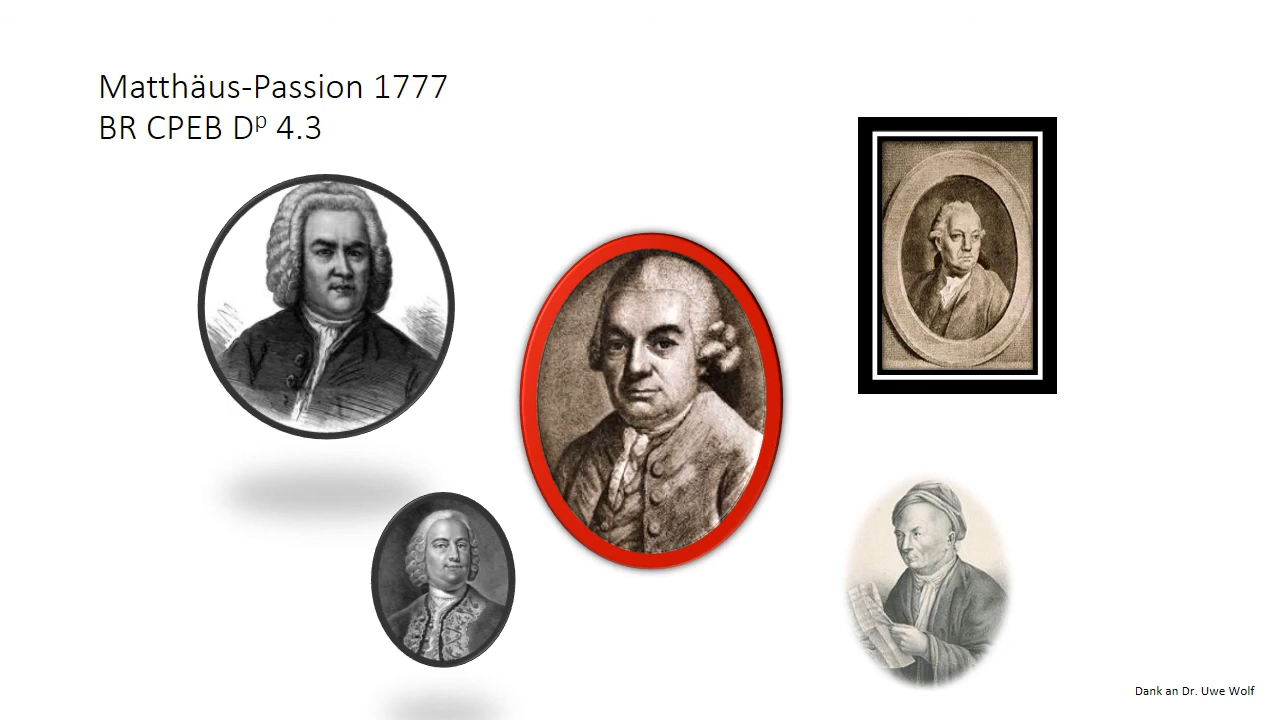 Matthäus-Passion 1777
BR CPEB Dᵖ 4.3
Dank an Dr. Uwe Wolf